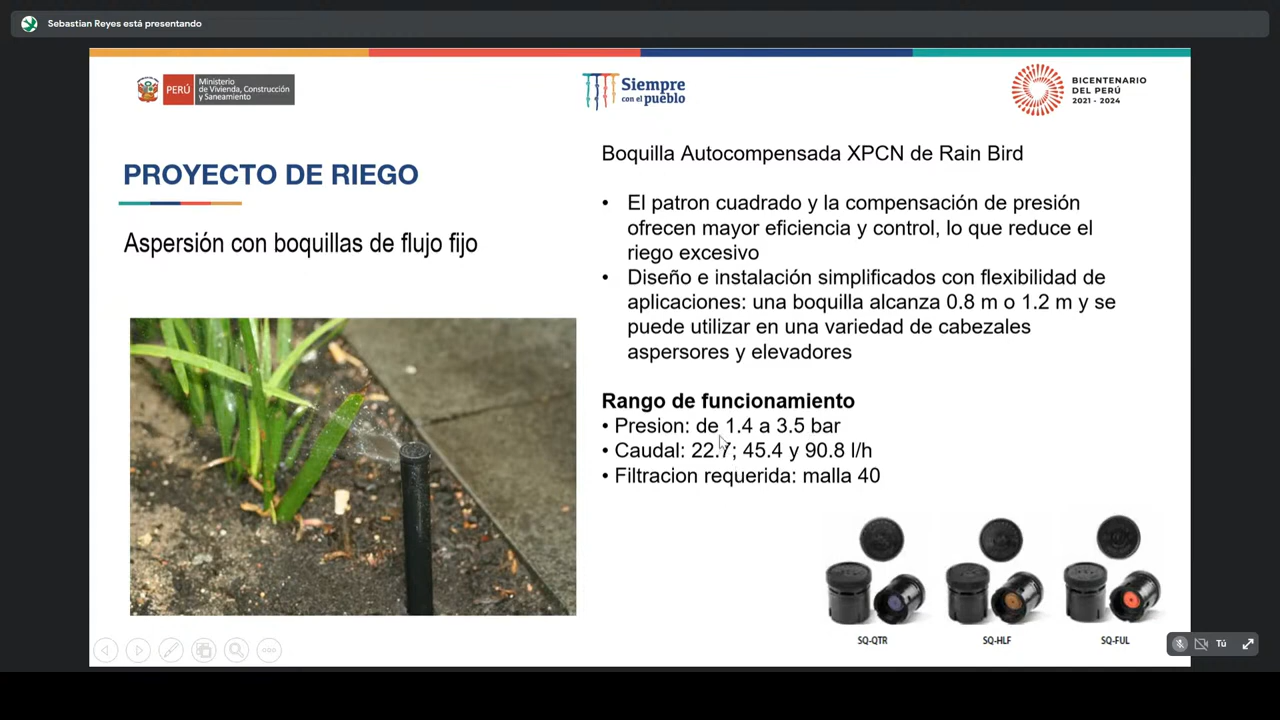 Sebastian Reyes está presentando
PERÚ
Ministerio
de Vivienda, Construcción
y Saneamiento
Siempre
con el pueblo
BICENTENARIO
DEL PERÚ
2021 - 2024
PROYECTO DE RIEGO
Aspersión con boquillas de flujo fijo
Boquilla Autocompensada XPCN de Rain Bird
• El patron cuadrado y la compensación de presión
ofrecen mayor eficiencia y control, lo que reduce el
riego excesivo
• Diseño e instalación simplificados con flexibilidad de
aplicaciones: una boquilla alcanza 0.8 m o 1.2 m y se
puede utilizar en una variedad de cabezales
aspersores y elevadores
Rango de funcionamiento
• Presion: de 1.4 a 3.5 bar
• Caudal: 22.7; 45.4 y 90.8 l/h
• Filtracion requerida: malla 40
SQ-QTR
SQ-HLF
SQ-FUL
Tú